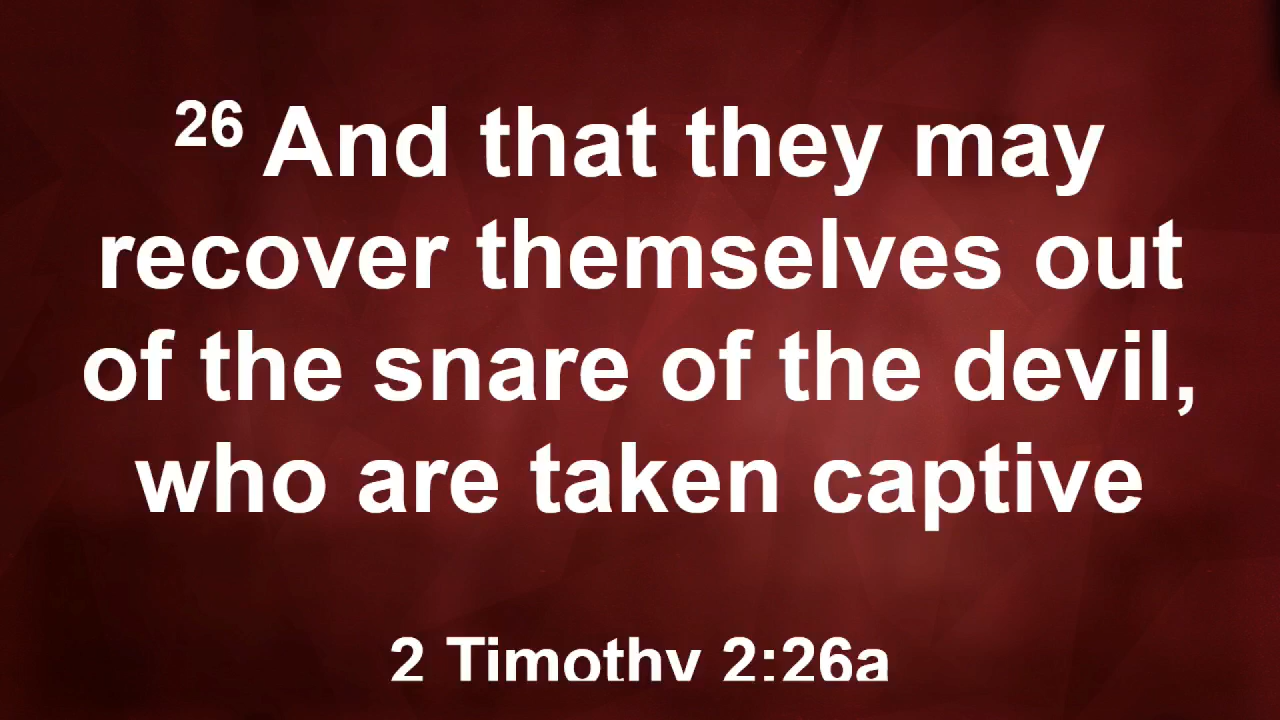 26 And that they may
recover themselves out
of the snare of the devil,
who are taken captive
2 Timothy 2:26a